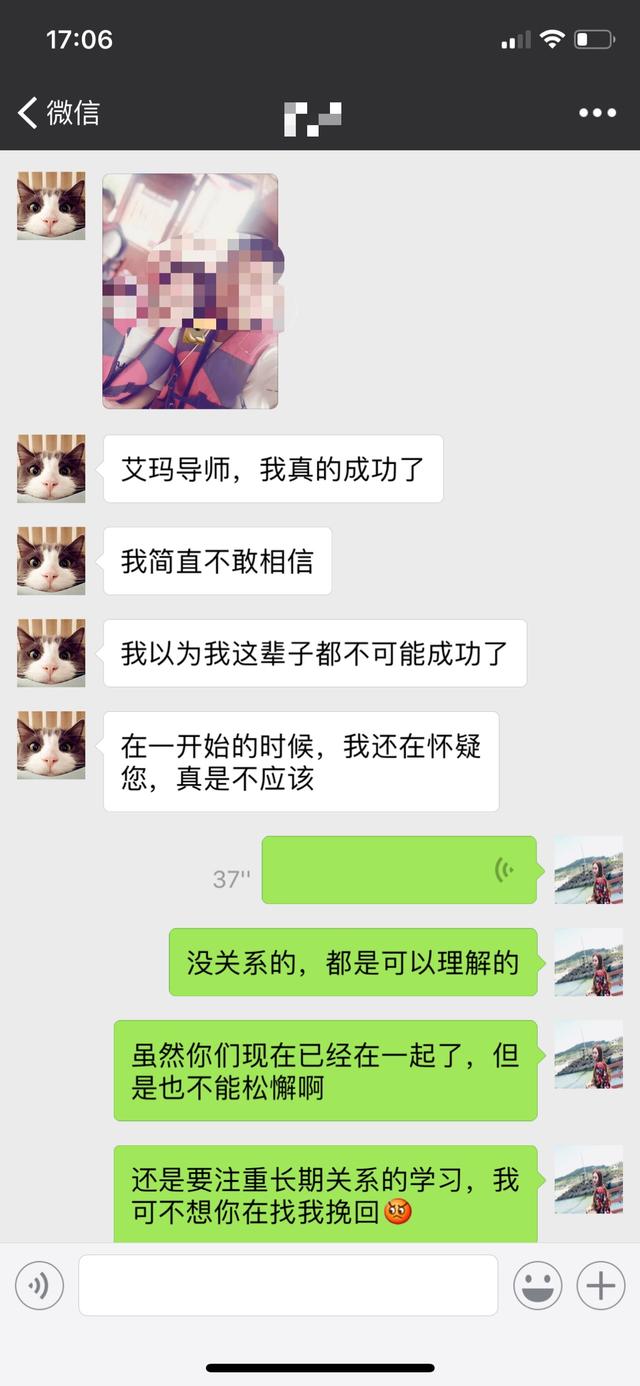 17:06
微信
艾玛导师，我真的成功了
我简直不敢相信
我以为我这辈子都不可能成功了
在一开始的时候，我还在怀疑
您，真是不应该
37''
没关系的，都是可以理解的
虽然你们现在已经在一起了，但
是也不能松懈啊
还是要注重长期关系的学习，我
可不想你在找我挽回😡